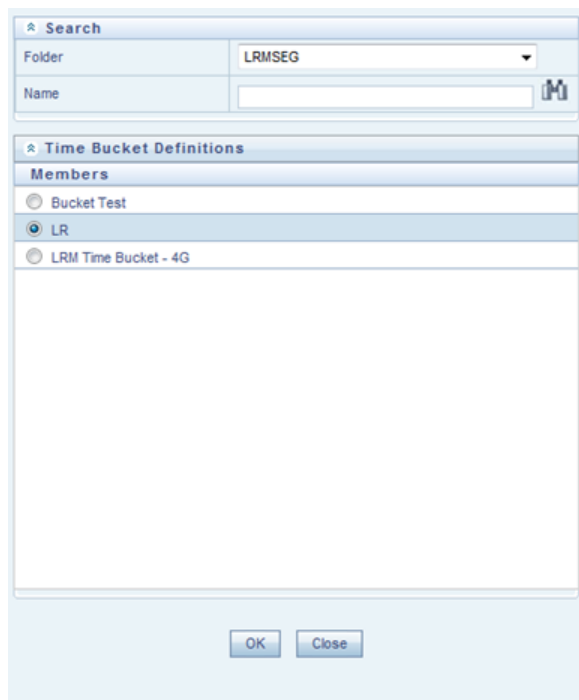 Search
Folder LRMSEG
Name
Time Bucket Definitions
Members
Bucket Test
LR
LRM Time Bucket - 4G
OK Close